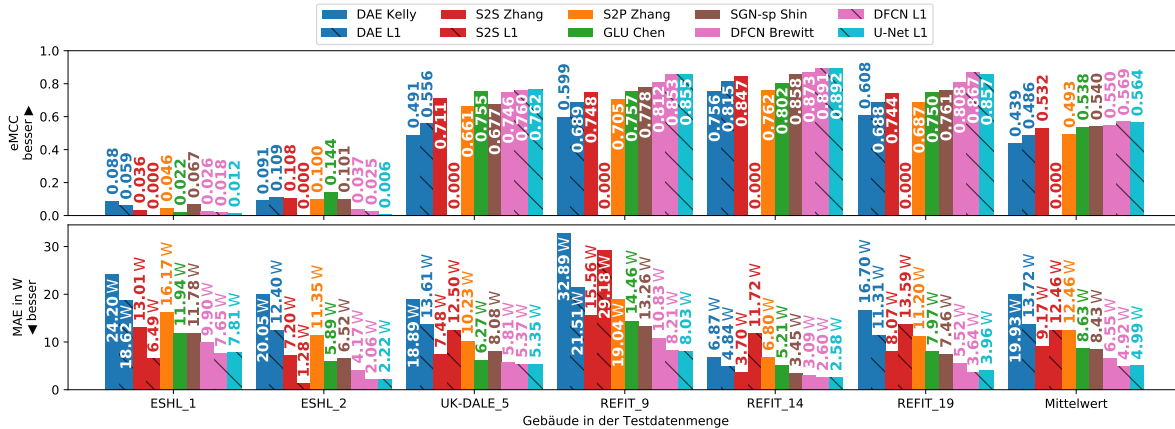 DAE Kelly S2S Zhang S2P Zhang SGN-sp Shin DFCN L1
DAE L1 S2S L1 GLU Chen DFCN Brewitt U-Net L1
eMCC
besser ▶
1.0
0.8
0.6
0.4
0.2
0.0
0.088 0.059 0.036 0.000 0.046 0.022 0.067 0.026 0.018 0.012
0.091 0.109 0.108 0.000 0.100 0.144 0.101 0.037 0.025 0.006
0.491 0.556 0.711 0.000 0.661 0.755 0.677 0.746 0.760 0.762
0.599 0.689 0.748 0.000 0.705 0.757 0.778 0.812 0.853 0.855
0.756 0.815 0.847 0.000 0.762 0.802 0.858 0.873 0.891 0.892
0.608 0.688 0.744 0.000 0.687 0.750 0.761 0.808 0.867 0.857
0.439 0.486 0.532 0.000 0.493 0.538 0.540 0.550 0.569 0.564
MAE in W
◀ besser
30
20
10
0
24.20 W 18.62 W 13.01 W 6.49 W 16.17 W 11.94 W 11.78 W 9.90 W 7.65 W 7.81 W
20.05 W 12.40 W 7.20 W 1.28 W 11.35 W 5.89 W 6.52 W 4.17 W 2.06 W 2.22 W
18.89 W 13.61 W 7.48 W 12.50 W 10.23 W 6.27 W 8.08 W 5.81 W 5.37 W 5.35 W
32.89 W 21.51 W 15.56 W 29.18 W 19.04 W 14.46 W 13.26 W 10.83 W 8.21 W 8.03 W
6.87 W 4.84 W 3.70 W 11.72 W 6.80 W 5.21 W 3.45 W 3.09 W 2.60 W 2.58 W
16.70 W 11.31 W 8.07 W 13.59 W 11.20 W 7.97 W 7.46 W 5.52 W 3.64 W 3.96 W
19.93 W 13.72 W 9.17 W 12.46 W 12.46 W 8.63 W 8.43 W 6.55 W 4.92 W 4.99 W
ESHL_1 ESHL_2 UK-DALE_5 REFIT_9 REFIT_14 REFIT_19 Mittelwert
Gebäude in der Testdatenmenge